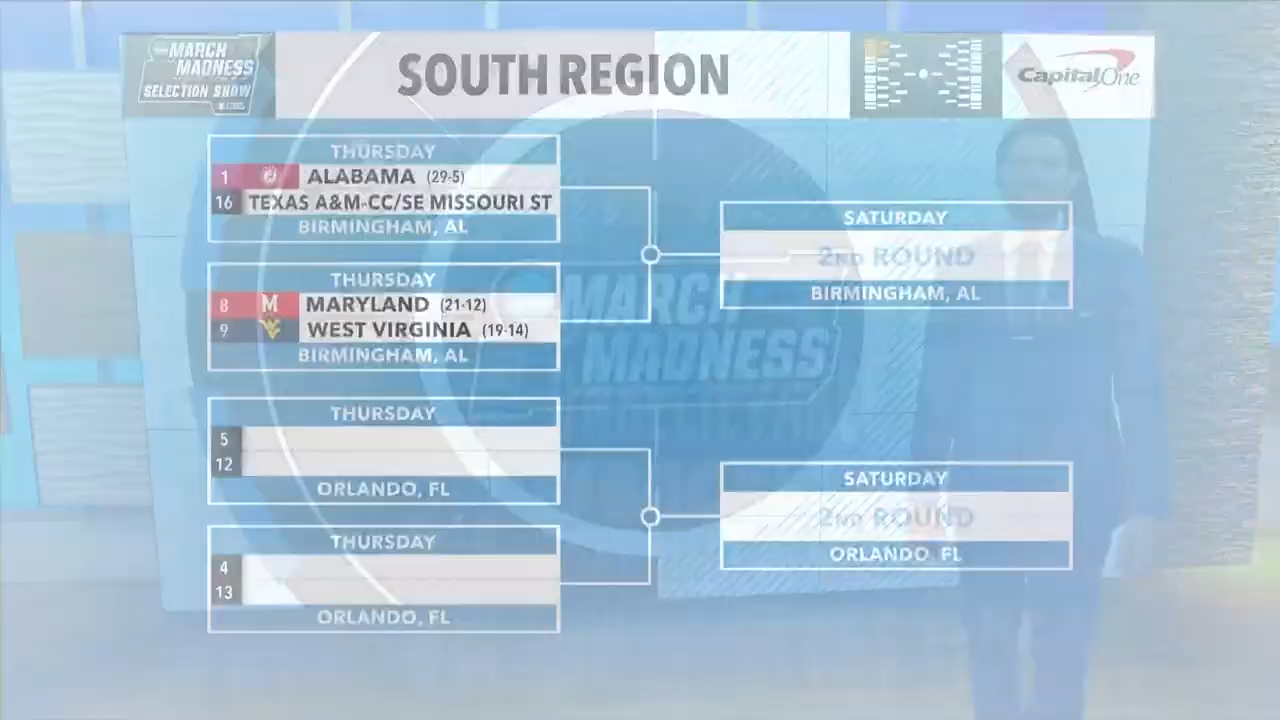 MARCH
MADNESS
SELECTION SHOW
SOUTH REGION
Capital One
THURSDAY
1 ALABAMA (29-5)
16 TEXAS A&M-CC/SE MISSOURI ST
BIRMINGHAM, AL
THURSDAY
8 M MARYLAND (21-12)
9 WEST VIRGINIA (19-14)
BIRMINGHAM, AL
SATURDAY
2ND ROUND
BIRMINGHAM, AL
MARCH
MADNESS
THURSDAY
5
12
ORLANDO, FL
THURSDAY
4
13
ORLANDO, FL
SATURDAY
2ND ROUND
ORLANDO, FL